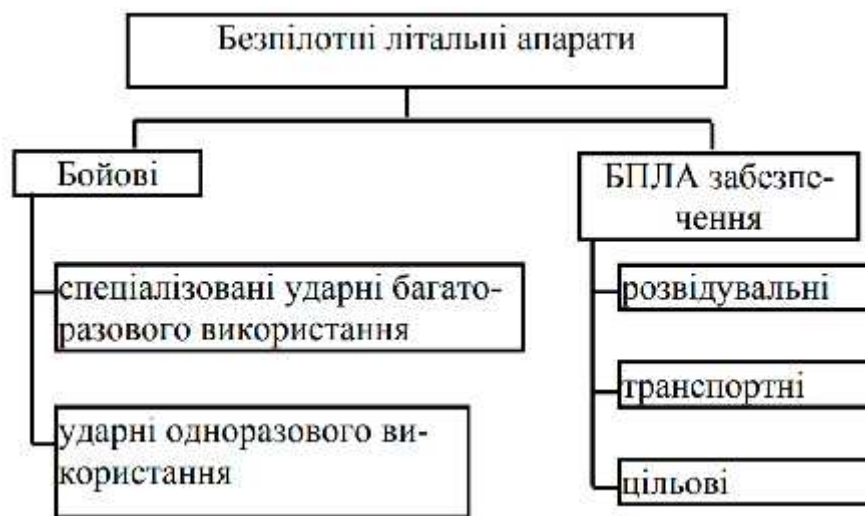 Безпілотні літальні апарати
Бойові
БПЛА забезпе-
чення
спеціалізовані ударні багато-
разового використання
ударні одноразового ви-
користання
розвідувальні
транспортні
цільові